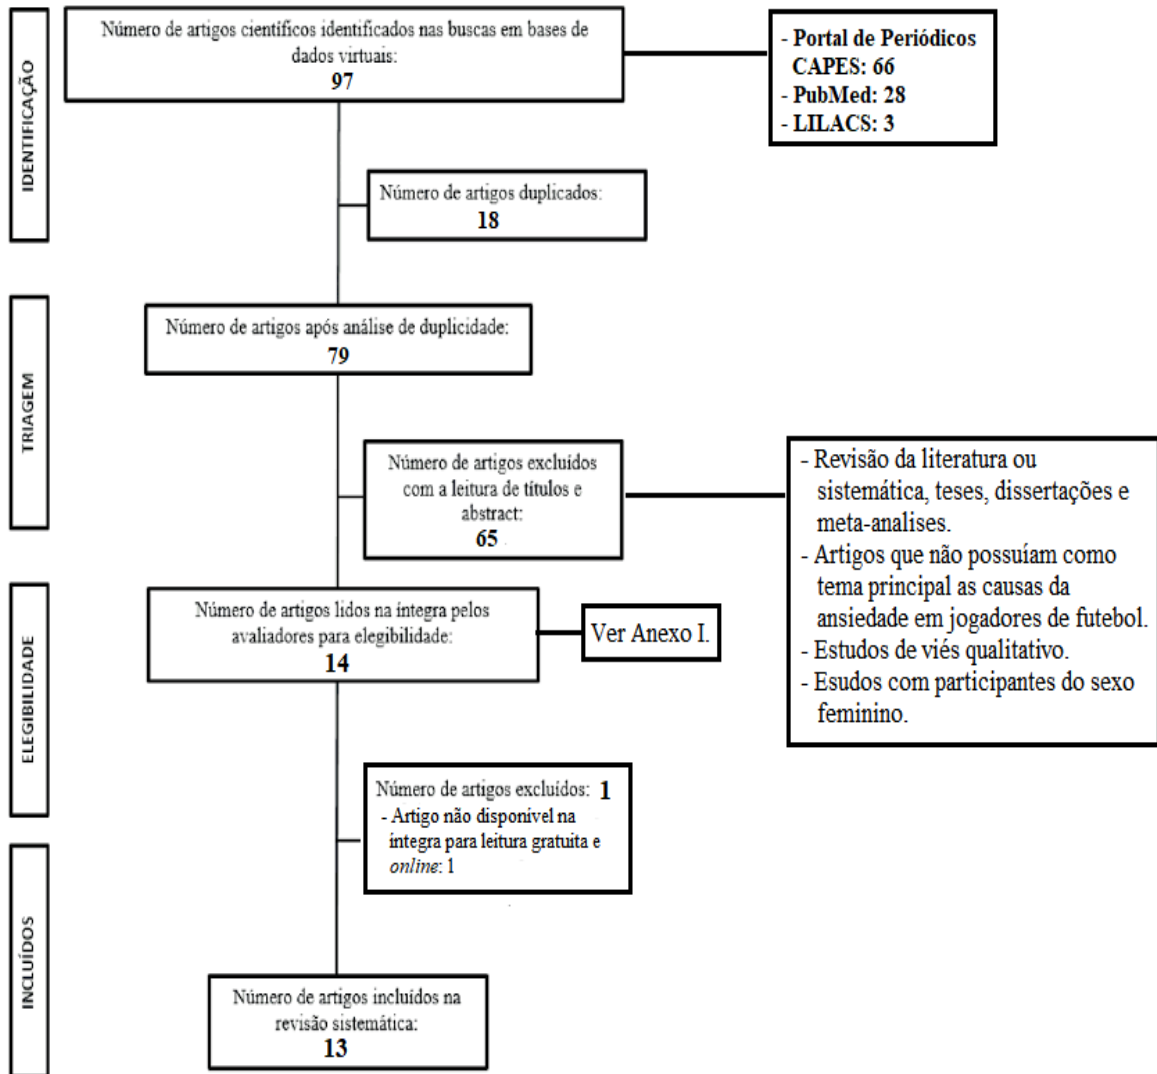 IDENTIFICAÇÃO
Número de artigos científicos identificados nas buscas em bases de
dados virtuais:
97
- Portal de Periódicos
CAPES: 66
- PubMed: 28
- LILACS: 3
Número de artigos duplicados:
18
TRIAGEM
Número de artigos após análise de duplicidade:
79
Número de artigos excluídos
com a leitura de títulos e
abstract:
65
- Revisão da literatura ou
sistemática, teses, dissertações e
meta-analises.
- Artigos que não possuíam como
tema principal as causas da
ansiedade em jogadores de futebol.
- Estudos de viés qualitativo.
- Esudos com participantes do sexo
feminino.
ELEGIBILIDADE
Número de artigos lidos na íntegra pelos
avaliadores para elegibilidade:
14
Ver Anexo I.
Número de artigos excluídos: 1
- Artigo não disponível na
íntegra para leitura gratuita e
online: 1
INCLUÍDOS
Número de artigos incluídos na
revisão sistemática:
13